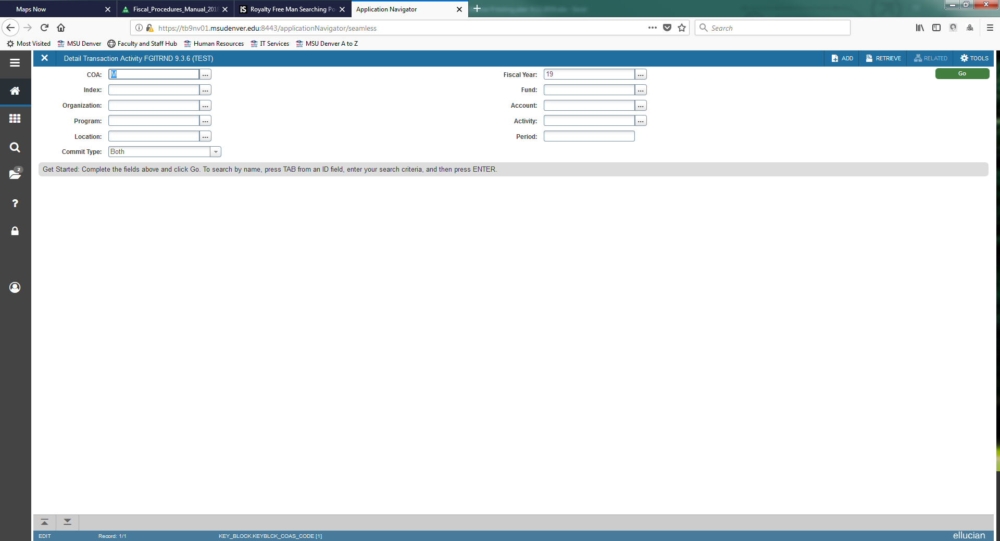 Maps Now
Fiscal_Procedures_Manual_2018
Royalty Free Man Searching Po
Application Navigator
https://tb9nv01.msudenver.edu:8443/applicationNavigator/seamless
Search
Most Visited
MSU Denver
Faculty and Staff Hub
Human Resources
IT Services
MSU Denver A to Z
Detail Transaction Activity FGITRND 9.3.6 (TEST)
ADD
RETRIEVE
RELATED
TOOLS
COA: M
Fiscal Year: 19
Go
Index:
Fund:
Organization:
Account:
Program:
Activity:
Location:
Period:
Commit Type: Both
2
Get Started: Complete the fields above and click Go. To search by name, press TAB from an ID field, enter your search criteria, and then press ENTER.
EDIT
Record: 1/1
KEY_BLOCK.KEYBLCK_COAS_CODE [1]
ellucian